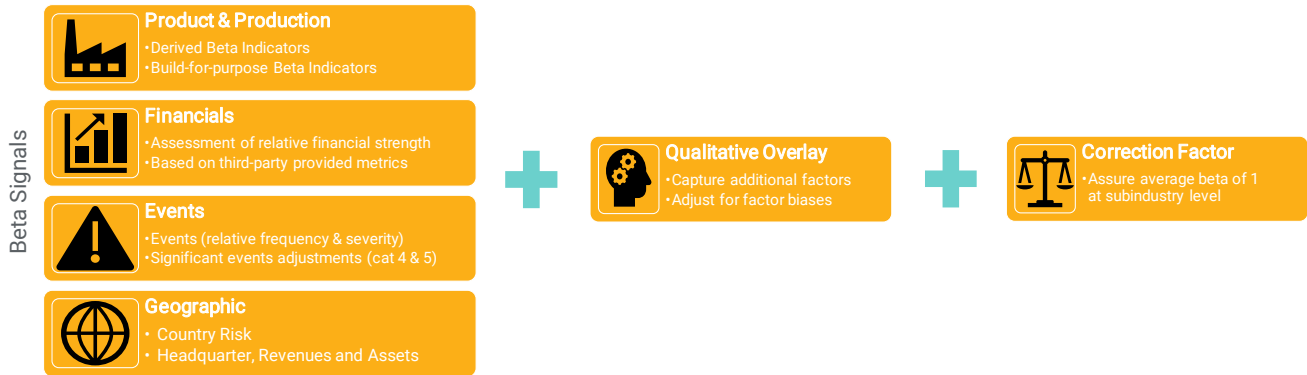 Beta Signals
Product & Production
•Derived Beta Indicators
•Build-for-purpose Beta Indicators
Financials
•Assessment of relative financial strength
•Based on third-party provided metrics
Events
•Events (relative frequency & severity)
•Significant events adjustments (cat 4 & 5)
Geographic
• Country Risk
• Headquarter, Revenues and Assets
Qualitative Overlay
•Capture additional factors
•Adjust for factor biases
Correction Factor
•Assure average beta of 1
at subindustry level